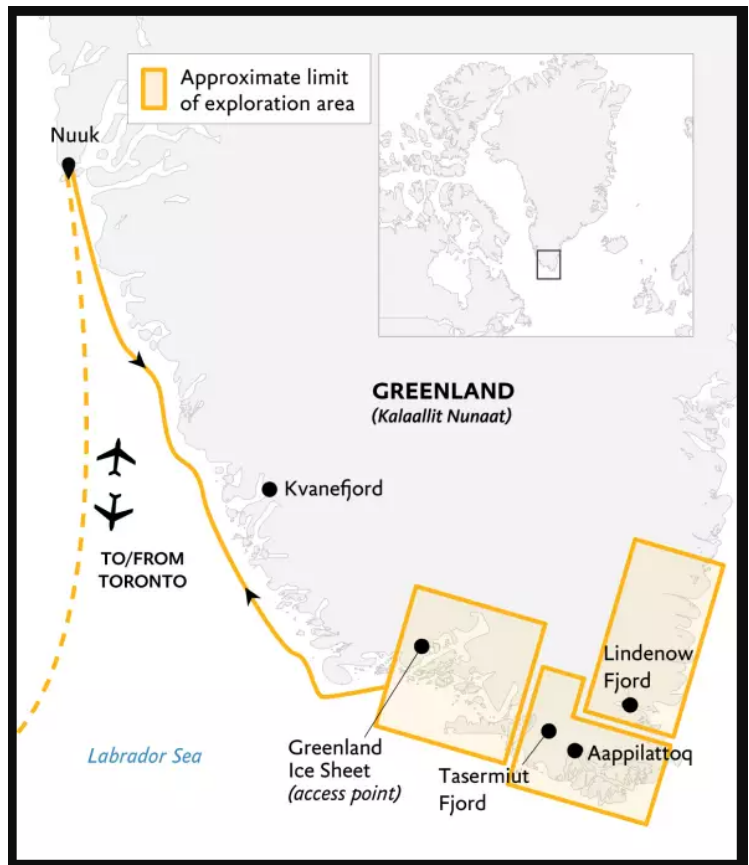 Approximate limit
of exploration area
Nuuk
GREENLAND
(Kalaallit Nunaat)
Kvanefjord
TO/FROM
TORONTO
Lindenow
Fjord
Labrador Sea
Greenland
Ice Sheet
(access point)
Tasermiut
Fjord
Aappilattoq